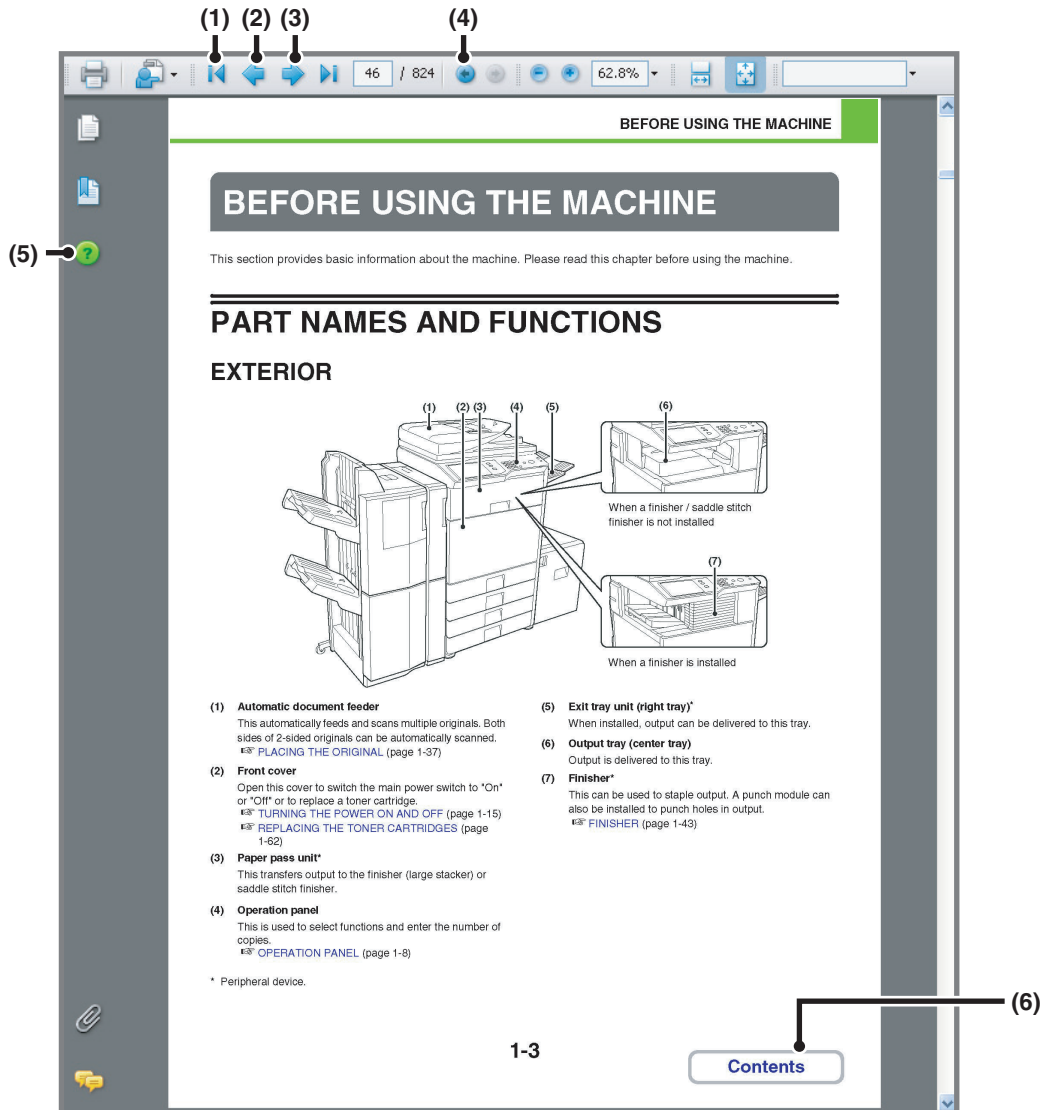 (1) (2) (3) (4)
46 / 824 62.8%
BEFORE USING THE MACHINE
BEFORE USING THE MACHINE
(5)
?
This section provides basic information about the machine. Please read this chapter before using the machine.
PART NAMES AND FUNCTIONS
EXTERIOR
(1) (2) (3) (4) (5) (6)
When a finisher / saddle stitch
finisher is not installed
(7)
When a finisher is installed
(1) Automatic document feeder
This automatically feeds and scans multiple originals. Both
sides of 2-sided originals can be automatically scanned.
☞ PLACING THE ORIGINAL (page 1-37)
(2) Front cover
Open this cover to switch the main power switch to "On"
or "Off" or to replace a toner cartridge.
☞ TURNING THE POWER ON AND OFF (page 1-15)
☞ REPLACING THE TONER CARTRIDGES (page
1-62)
(3) Paper pass unit*
This transfers output to the finisher (large stacker) or
saddle stitch finisher.
(4) Operation panel
This is used to select functions and enter the number of
copies.
☞ OPERATION PANEL (page 1-8)
* Peripheral device.
(5) Exit tray unit (right tray)*
When installed, output can be delivered to this tray.
(6) Output tray (center tray)
Output is delivered to this tray.
(7) Finisher*
This can be used to staple output. A punch module can
also be installed to punch holes in output.
☞ FINISHER (page 1-43)
(6)
1-3
Contents